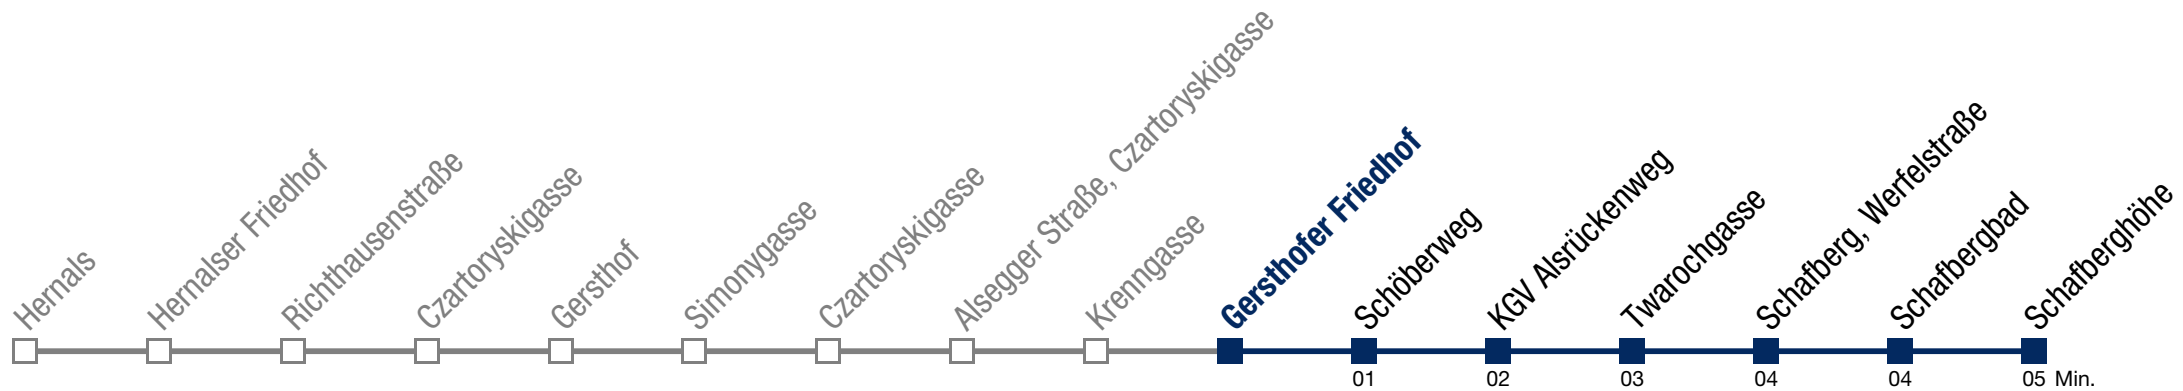 Hernals
Hernalser Friedhof
Richthausenstraße
Czartoryskigasse
Gersthof
Simonygasse
Czartoryskigasse
Alsegger Straße, Czartoryskigasse
Krenngasse
Gersthofer Friedhof
Schöberweg
KGV Alsrückenweg
Twarochgasse
Schafberg, Werfelstraße
Schafbergbad
Schafberghöhe
01 02 03 04 04 05 Min.